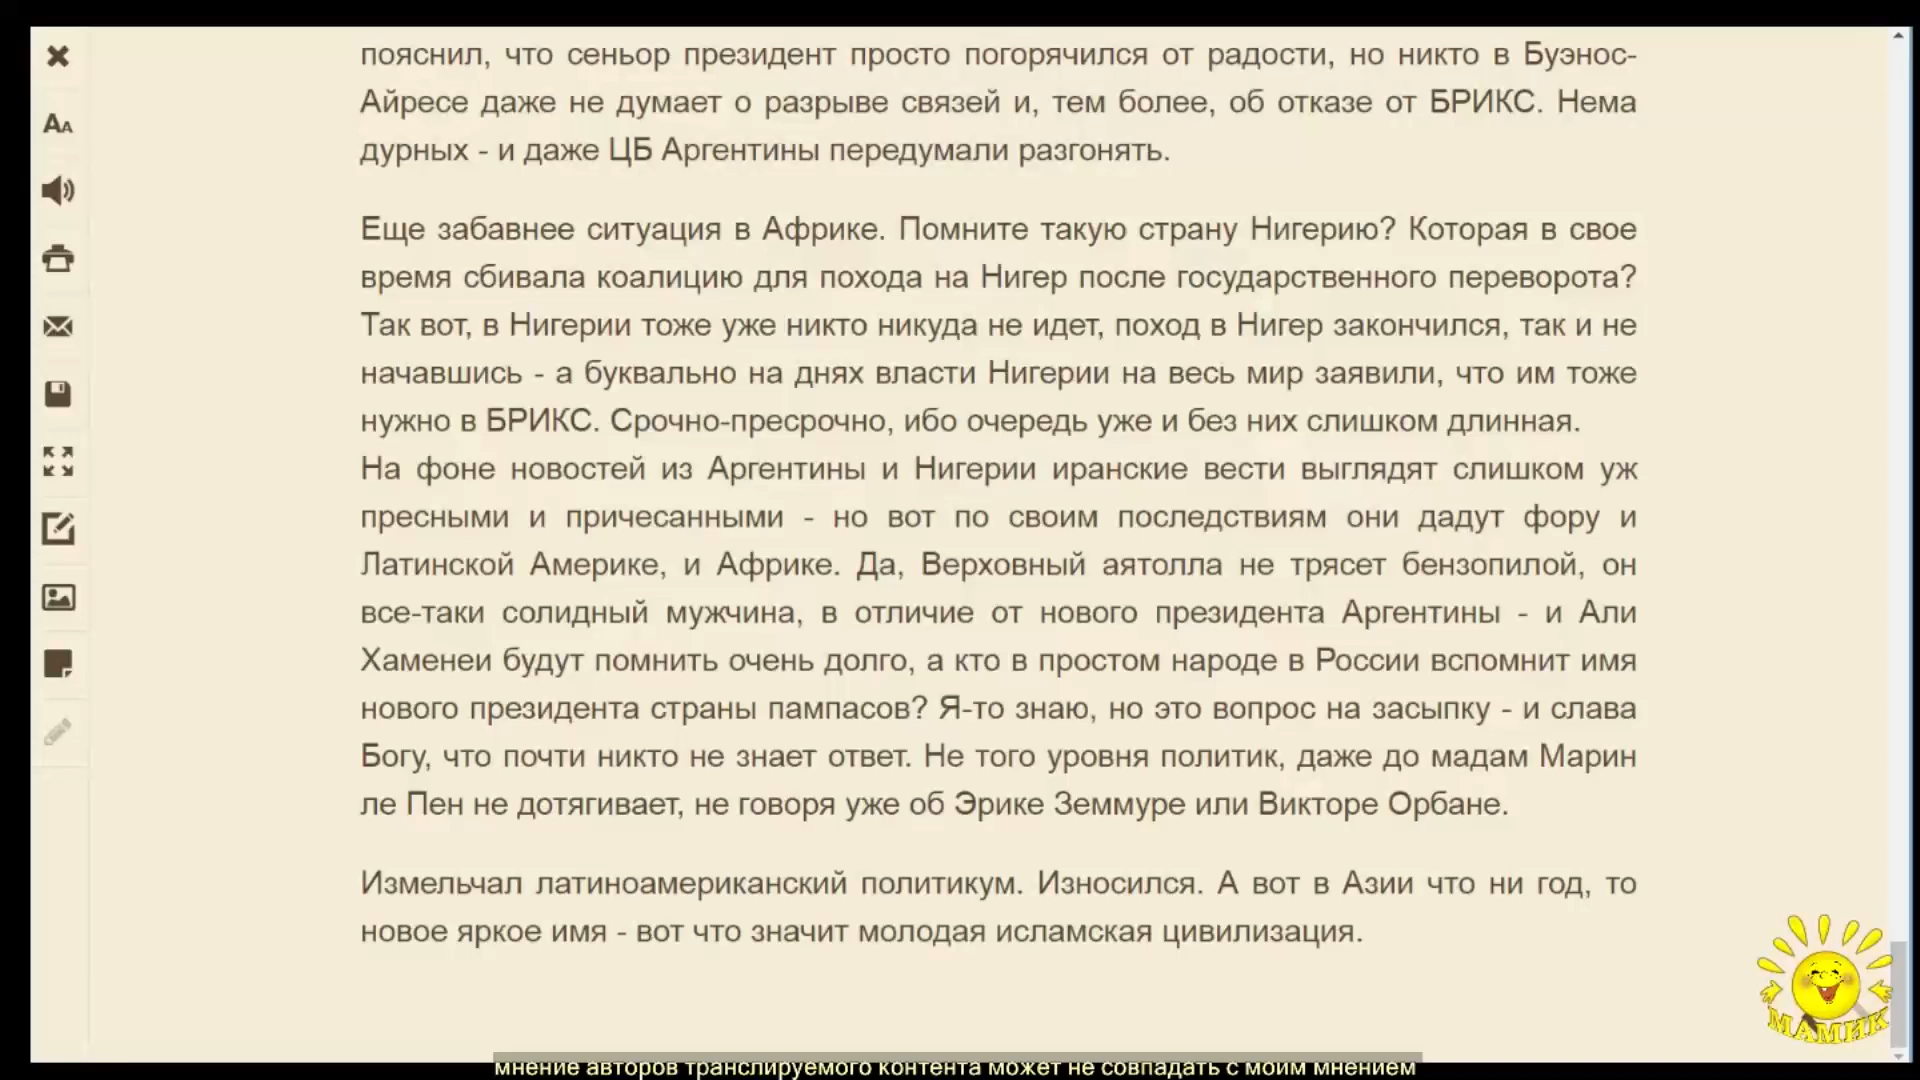 пояснил, что сеньор президент просто погорячился от радости, но никто в Буэнос-
Айресе даже не думает о разрыве связей и, тем более, об отказе от БРИКС. Нема
дурных - и даже ЦБ Аргентины передумали разгонять.
Еще забавнее ситуация в Африке. Помните такую страну Нигерию? Которая в свое
время сбивала коалицию для похода на Нигер после государственного переворота?
Так вот, в Нигерии тоже уже никто никуда не идет, поход в Нигер закончился, так и не
начавшись - а буквально на днях власти Нигерии на весь мир заявили, что им тоже
нужно в БРИКС. Срочно-пресрочно, ибо очередь уже и без них слишком длинная.
На фоне новостей из Аргентины и Нигерии иранские вести выглядят слишком уж
пресными и причесанными - но вот по своим последствиям они дадут фору и
Латинской Америке, и Африке. Да, Верховный аятолла не трясет бензопилой, он
все-таки солидный мужчина, в отличие от нового президента Аргентины - и Али
Хаменеи будут помнить очень долго, а кто в простом народе в России вспомнит имя
нового президента страны пампасов? Я-то знаю, но это вопрос на засыпку - и слава
Богу, что почти никто не знает ответ. Не того уровня политик, даже до мадам Марин
ле Пен не дотягивает, не говоря уже об Эрике Земмуре или Викторе Орбане.
Измельчал латиноамериканский политикум. Износился. А вот в Азии что ни год, то
новое яркое имя - вот что значит молодая исламская цивилизация.
МАМИК
мнение авторов транслируемого контента может не совпадать с моим мнением